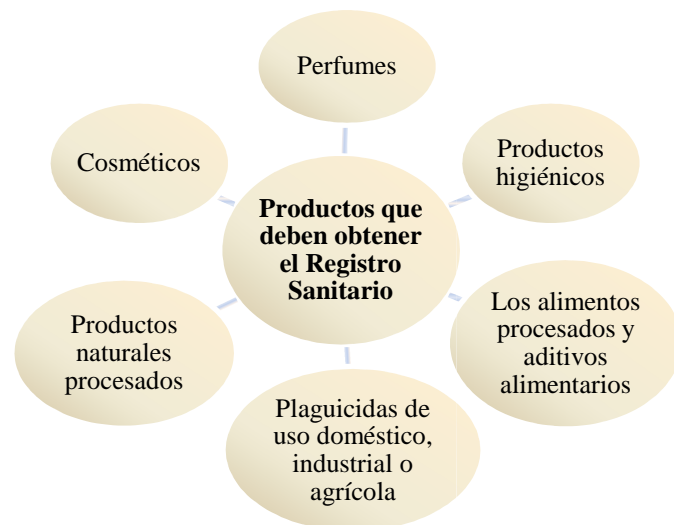 Perfumes
Productos
higiénicos
Los alimentos
procesados y
aditivos
alimentarios
Plaguicidas de
uso doméstico,
industrial o
agrícola
Productos
naturales
procesados
Cosméticos
Productos que
deben obtener
el Registro
Sanitario